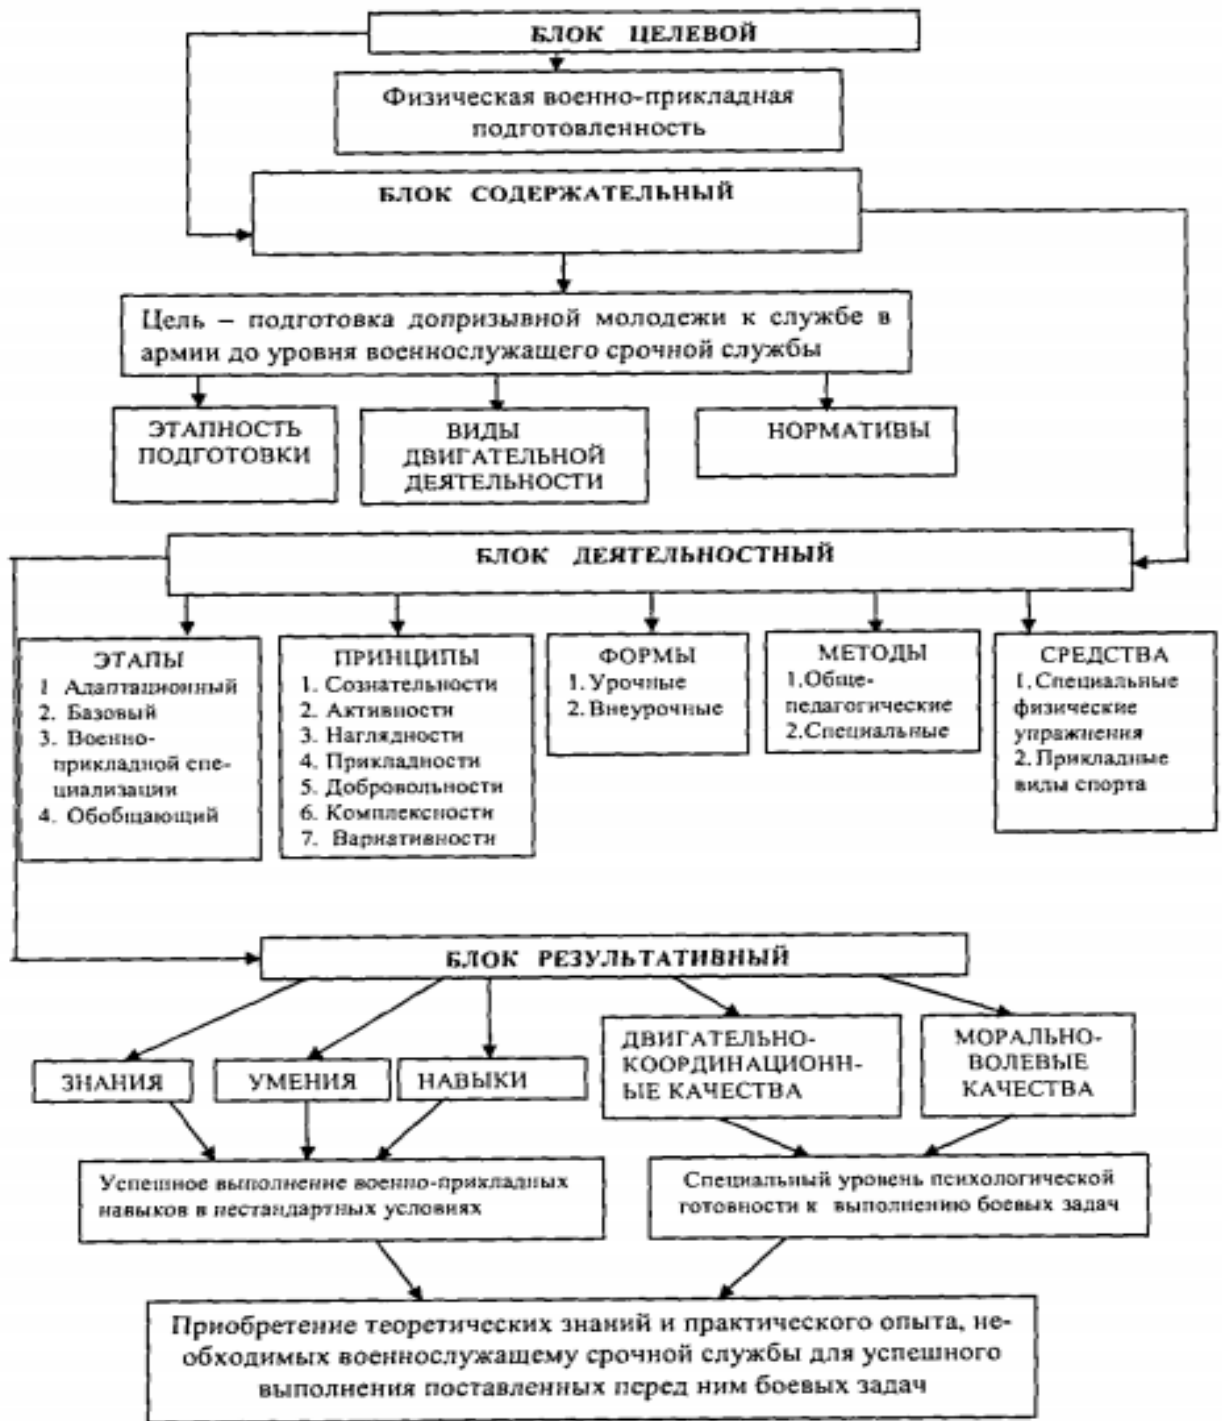 БЛОК ЦЕЛЕВОЙ
Физическая военно-прикладная
подготовленность
БЛОК СОДЕРЖАТЕЛЬНЫЙ
Цель – подготовка допризывной молодежи к службе в
армии до уровня военнослужащего срочной службы
ЭТАПНОСТЬ
ПОДГОТОВКИ
ВИДЫ
ДВИГАТЕЛЬНОЙ
ДЕЯТЕЛЬНОСТИ
НОРМАТИВЫ
БЛОК ДЕЯТЕЛЬНОСТНЫЙ
ЭТАПЫ
1 Адаптационный
2. Базовый
3. Военно-
прикладной спе-
циализации
4. Обобщающий
ПРИНЦИПЫ
1. Сознательности
2. Активности
3. Наглядности
4. Прикладности
5. Добровольности
6. Комплексности
7. Вариативности
ФОРМЫ
1. Урочные
2. Внеурочные
МЕТОДЫ
1.Обще-
педагогические
2.Специальные
СРЕДСТВА
1. Специальные
физические
упражнения
2. Прикладные
виды спорта
БЛОК РЕЗУЛЬТАТИВНЫЙ
ЗНАНИЯ
УМЕНИЯ
НАВЫКИ
ДВИГАТЕЛЬНО-
КООРДИНАЦИОНН-
ЫЕ КАЧЕСТВА
МОРАЛЬНО-
ВОЛЕВЫЕ
КАЧЕСТВА
Успешное выполнение военно-прикладных
навыков в нестандартных условиях
Специальный уровень психологической
готовности к выполнению боевых задач
Приобретение теоретических знаний и практического опыта, не-
обходимых военнослужащему срочной службы для успешного
выполнения поставленных перед ним боевых задач